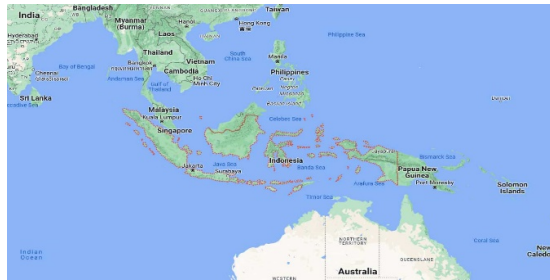 Taiwan
Bangladesh
India
Myanmar
(Burma)
Hanoi
Hong Kong
Hyderabad
Laos
Thailand
Philippine Sea
Vietnam
South
China Sea
Manila
Bay of Bengal
Bangkok
Chennai
Cambodia
Andaman Sea
Gulf of
Thailand
Ho Chi
Minh City
Philippines
Sri Lanka
Malaysia
Kuala Lumpur
Celebes Sea
Singapore
Indonesia
Java Sea
Banda Sea
Bismarck Sea
Jakarta
Surabaya
Papua New
Guinea
Port Moresby
Arafura Sea
Solomon
Islands
Timor Sea
Indian
Ocean
NORTHERN
TERRITORY
Coral Sea
QUEENSLAND
New
Caledo
Australia
WESTERN